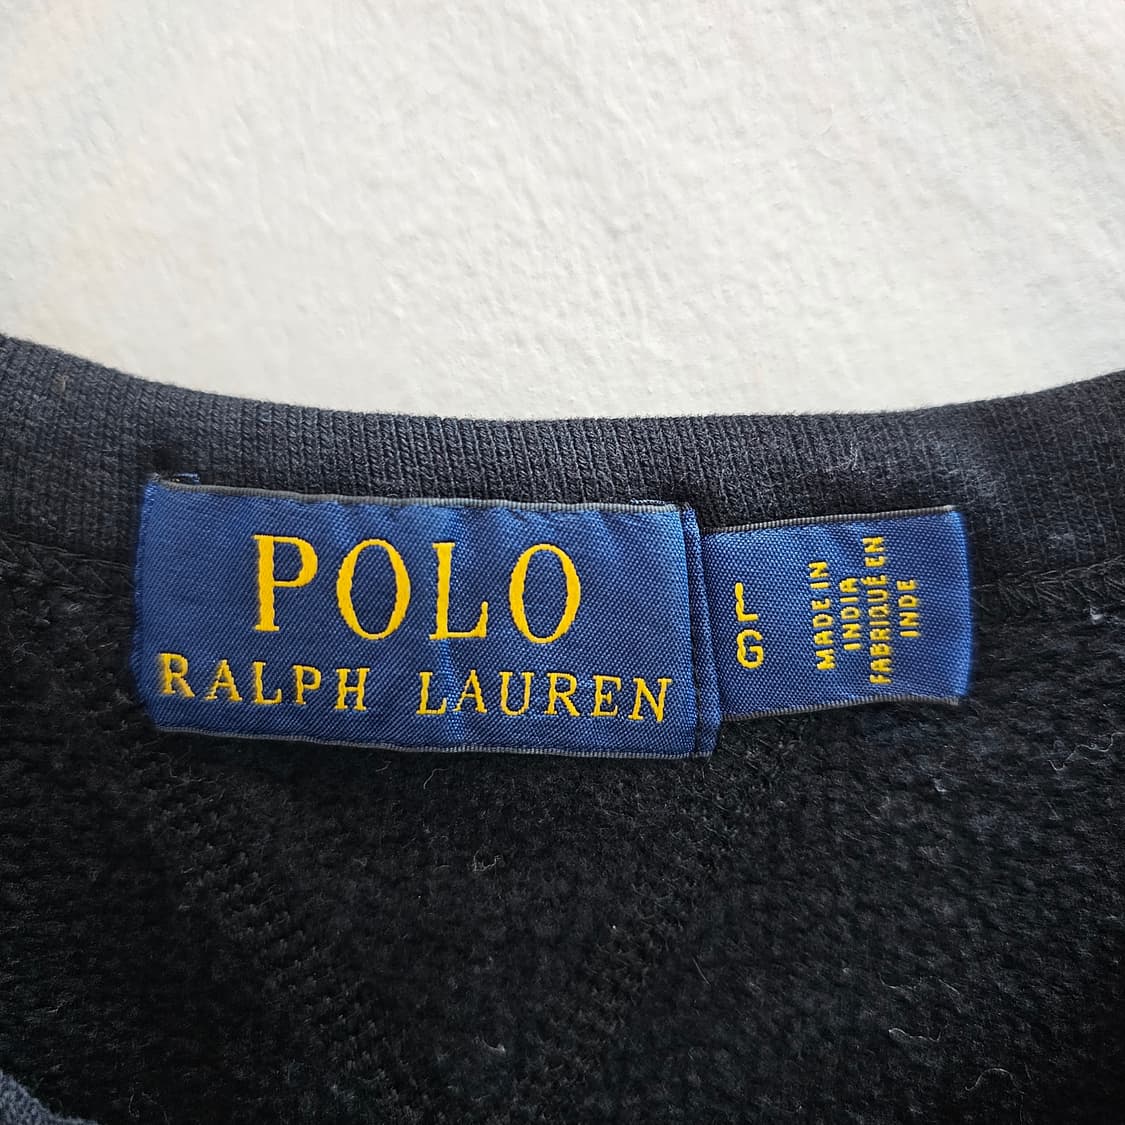 POLO
RALPH LAUREN
L
G
MADE IN
INDIA
FABRIQUÉ EN
INDE